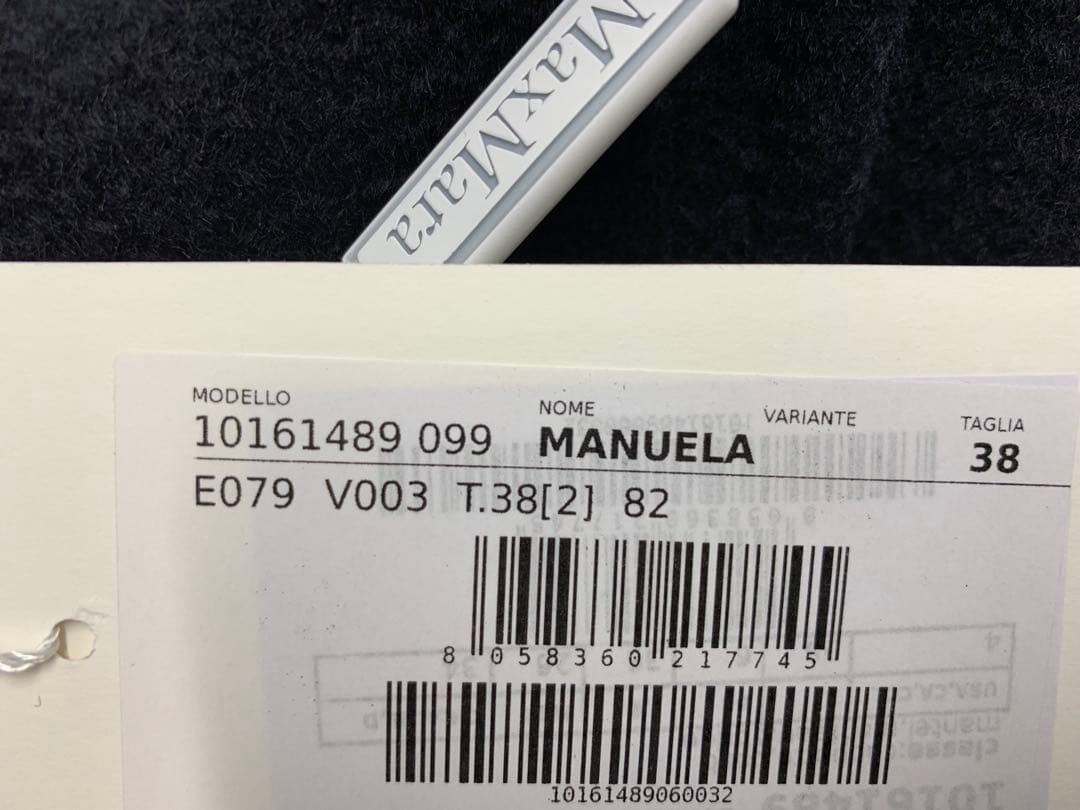 MaxMara
MODELLO NOME VARIANTE TAGLIA
10161489 099 MANUELA 38
E079 V003 T.38[2] 82
8 058360 217745
10161489060032